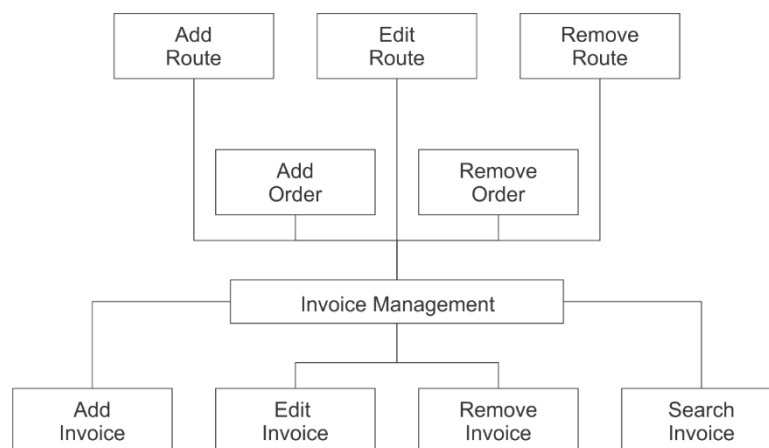 Add
Route
Edit
Route
Remove
Route
Add
Order
Remove
Order
Invoice Management
Add
Invoice
Edit
Invoice
Remove
Invoice
Search
Invoice